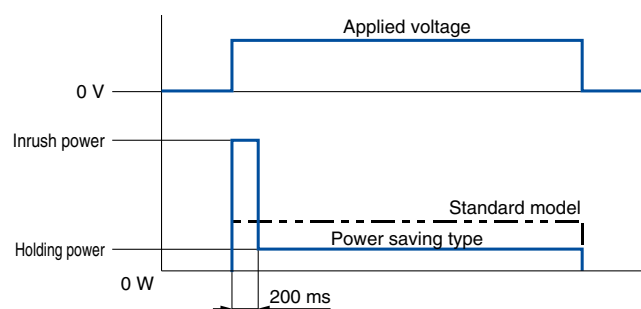 Applied voltage
0 V
Inrush power
Standard model
Power saving type
Holding power
0 W
200 ms